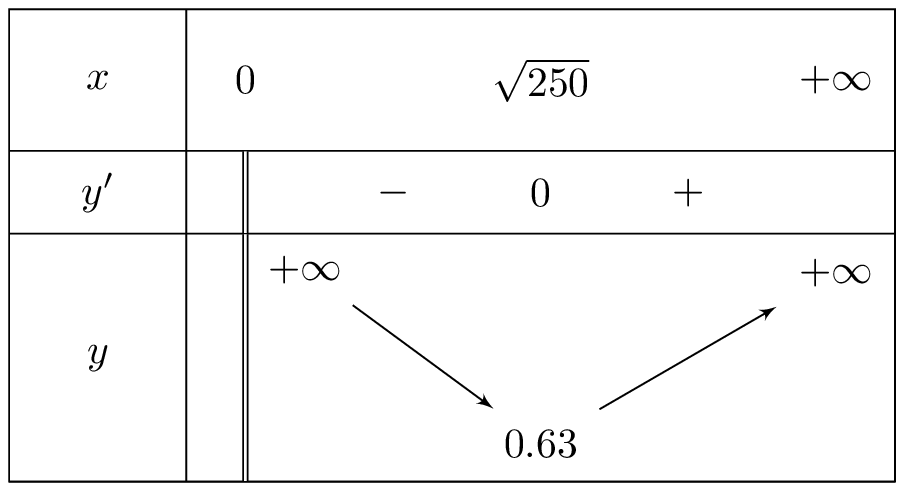 x 0 √250 +∞
y′ − 0 +
y +∞ +∞
0.63